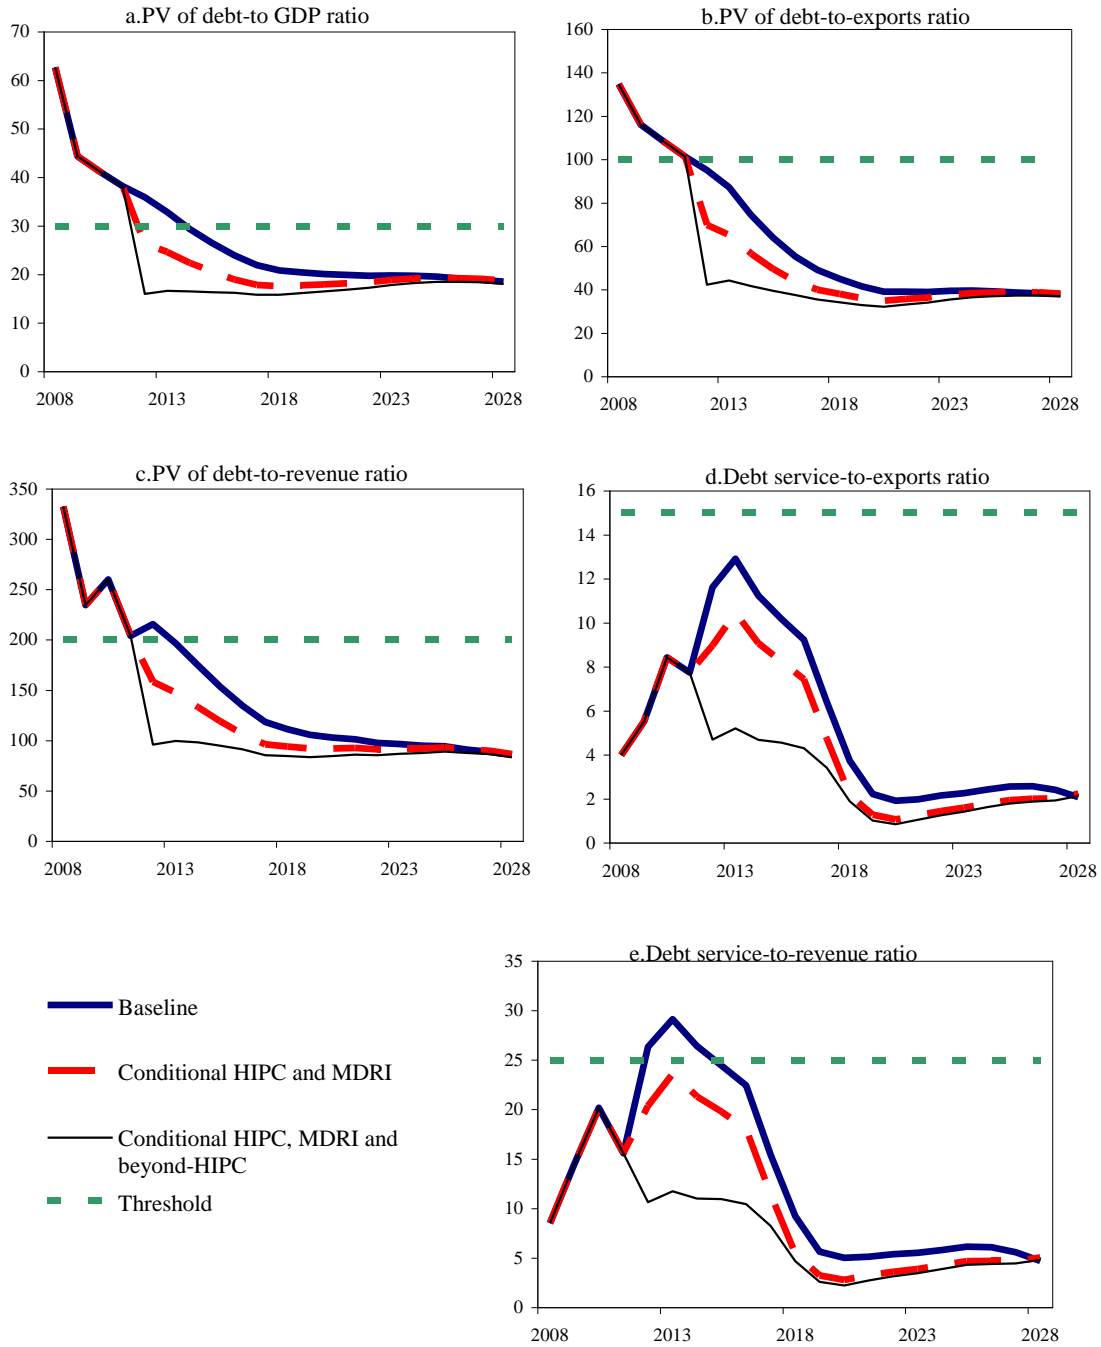 a.PV of debt-to GDP ratio
70
60
50
40
30
20
10
0
2008 2013 2018 2023 2028
b.PV of debt-to-exports ratio
160
140
120
100
80
60
40
20
0
2008 2013 2018 2023 2028
c.PV of debt-to-revenue ratio
350
300
250
200
150
100
50
0
2008 2013 2018 2023 2028
d.Debt service-to-exports ratio
16
14
12
10
8
6
4
2
0
2008 2013 2018 2023 2028
Baseline
Conditional HIPC and MDRI
Conditional HIPC, MDRI and
beyond-HIPC
Threshold
e.Debt service-to-revenue ratio
35
30
25
20
15
10
5
0
2008 2013 2018 2023 2028